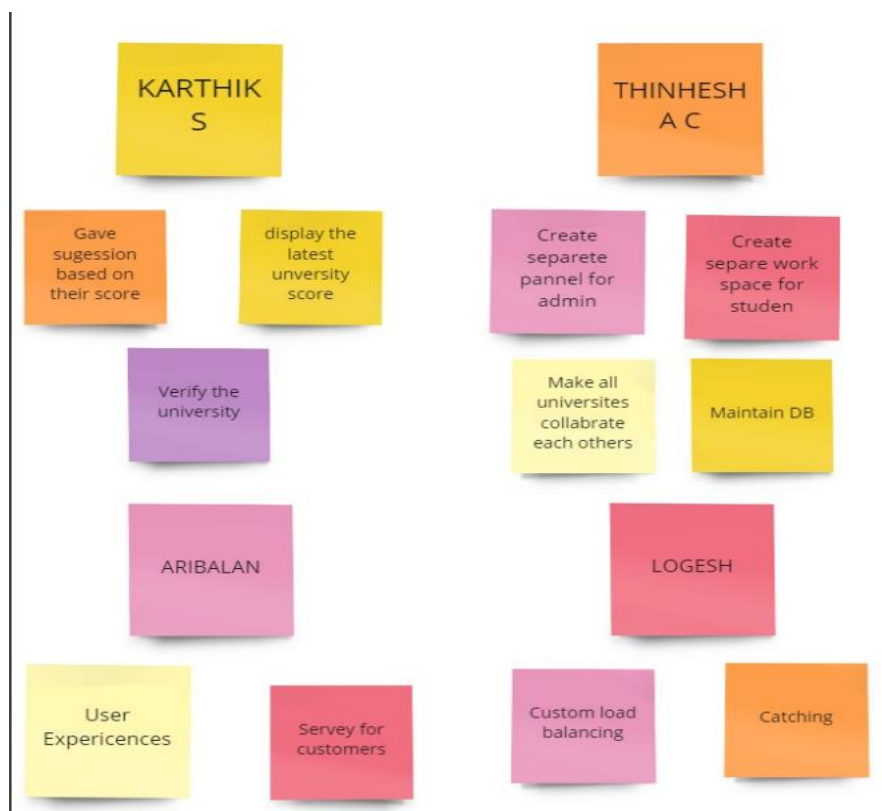 KARTHIK
S
THINHESH
A C
Gave
sugession
based on
their score
display the
latest
unversity
score
Create
separete
pannel for
admin
Create
separe work
space for
studen
Verify the
university
Make all
universites
collabrate
each others
Maintain DB
ARIBALAN
LOGESH
User
Expericences
Servey for
customers
Custom load
balancing
Catching